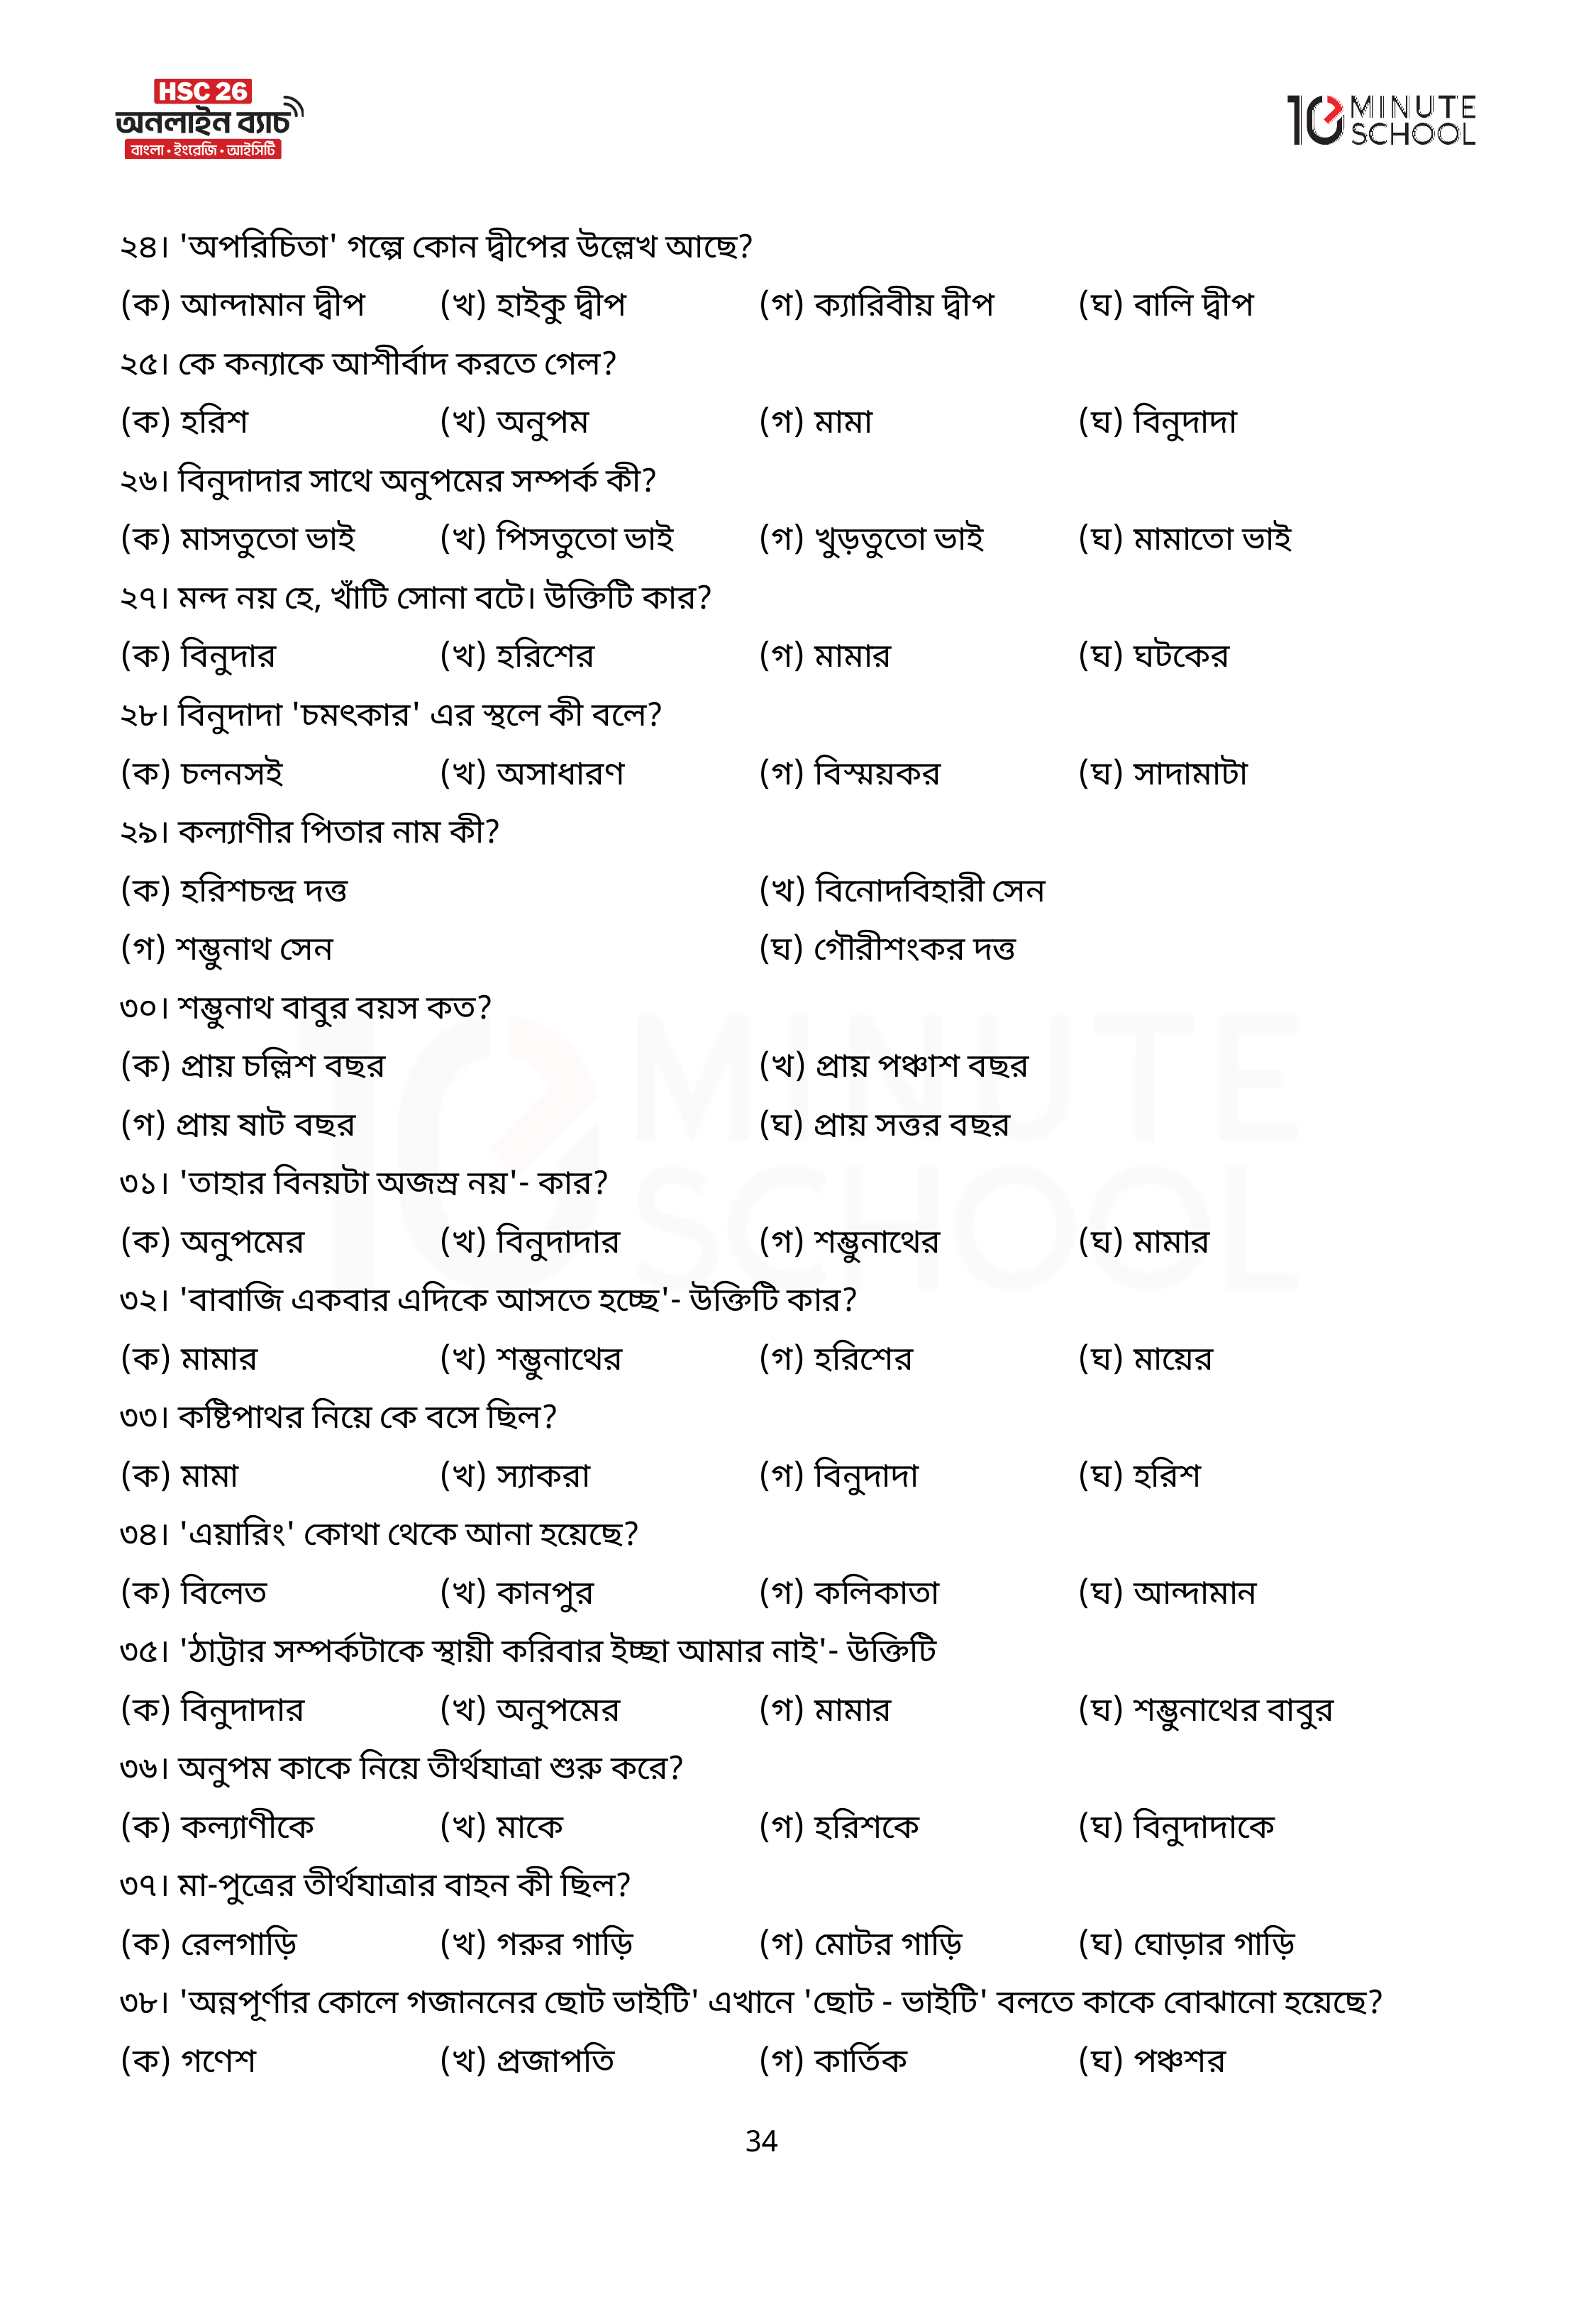 HSC 26
অনলাইন ব্যাচ
বাংলা • ইংরেজি • আইসিটি
10 MINUTE SCHOOL
২৪। 'অপরিচিতা' গল্পে কোন দ্বীপের উল্লেখ আছে?
(ক) আন্দামান দ্বীপ (খ) হাইকু দ্বীপ (গ) ক্যারিবীয় দ্বীপ (ঘ) বালি দ্বীপ
২৫। কে কন্যাকে আশীর্বাদ করতে গেল?
(ক) হরিশ (খ) অনুপম (গ) মামা (ঘ) বিনুদাদা
২৬। বিনুদাদার সাথে অনুপমের সম্পর্ক কী?
(ক) মাসতুতো ভাই (খ) পিসতুতো ভাই (গ) খুড়তুতো ভাই (ঘ) মামাতো ভাই
২৭। মন্দ নয় হে, খাঁটি সোনা বটে। উক্তিটি কার?
(ক) বিনুদার (খ) হরিশের (গ) মামার (ঘ) ঘটকের
২৮। বিনুদাদা 'চমৎকার' এর স্থলে কী বলে?
(ক) চলনসই (খ) অসাধারণ (গ) বিস্ময়কর (ঘ) সাদামাটা
২৯। কল্যাণীর পিতার নাম কী?
(ক) হরিশচন্দ্র দত্ত (খ) বিনোদবিহারী সেন
(গ) শম্ভুনাথ সেন (ঘ) গৌরীশংকর দত্ত
৩০। শম্ভুনাথ বাবুর বয়স কত?
(ক) প্রায় চল্লিশ বছর (খ) প্রায় পঞ্চাশ বছর
(গ) প্রায় ষাট বছর (ঘ) প্রায় সত্তর বছর
৩১। 'তাহার বিনয়টা অজস্র নয়'- কার?
(ক) অনুপমের (খ) বিনুদাদার (গ) শম্ভুনাথের (ঘ) মামার
৩২। 'বাবাজি একবার এদিকে আসতে হচ্ছে'- উক্তিটি কার?
(ক) মামার (খ) শম্ভুনাথের (গ) হরিশের (ঘ) মায়ের
৩৩। কষ্টিপাথর নিয়ে কে বসে ছিল?
(ক) মামা (খ) স্যাকরা (গ) বিনুদাদা (ঘ) হরিশ
৩৪। 'এয়ারিং' কোথা থেকে আনা হয়েছে?
(ক) বিলেত (খ) কানপুর (গ) কলিকাতা (ঘ) আন্দামান
৩৫। 'ঠাট্টার সম্পর্কটাকে স্থায়ী করিবার ইচ্ছা আমার নাই'- উক্তিটি
(ক) বিনুদাদার (খ) অনুপমের (গ) মামার (ঘ) শম্ভুনাথের বাবুর
৩৬। অনুপম কাকে নিয়ে তীর্থযাত্রা শুরু করে?
(ক) কল্যাণীকে (খ) মাকে (গ) হরিশকে (ঘ) বিনুদাদাকে
৩৭। মা-পুত্রের তীর্থযাত্রার বাহন কী ছিল?
(ক) রেলগাড়ি (খ) গরুর গাড়ি (গ) মোটর গাড়ি (ঘ) ঘোড়ার গাড়ি
৩৮। 'অন্নপূর্ণার কোলে গজাননের ছোট ভাইটি' এখানে 'ছোট - ভাইটি' বলতে কাকে বোঝানো হয়েছে?
(ক) গণেশ (খ) প্রজাপতি (গ) কার্তিক (ঘ) পঞ্চশর
34